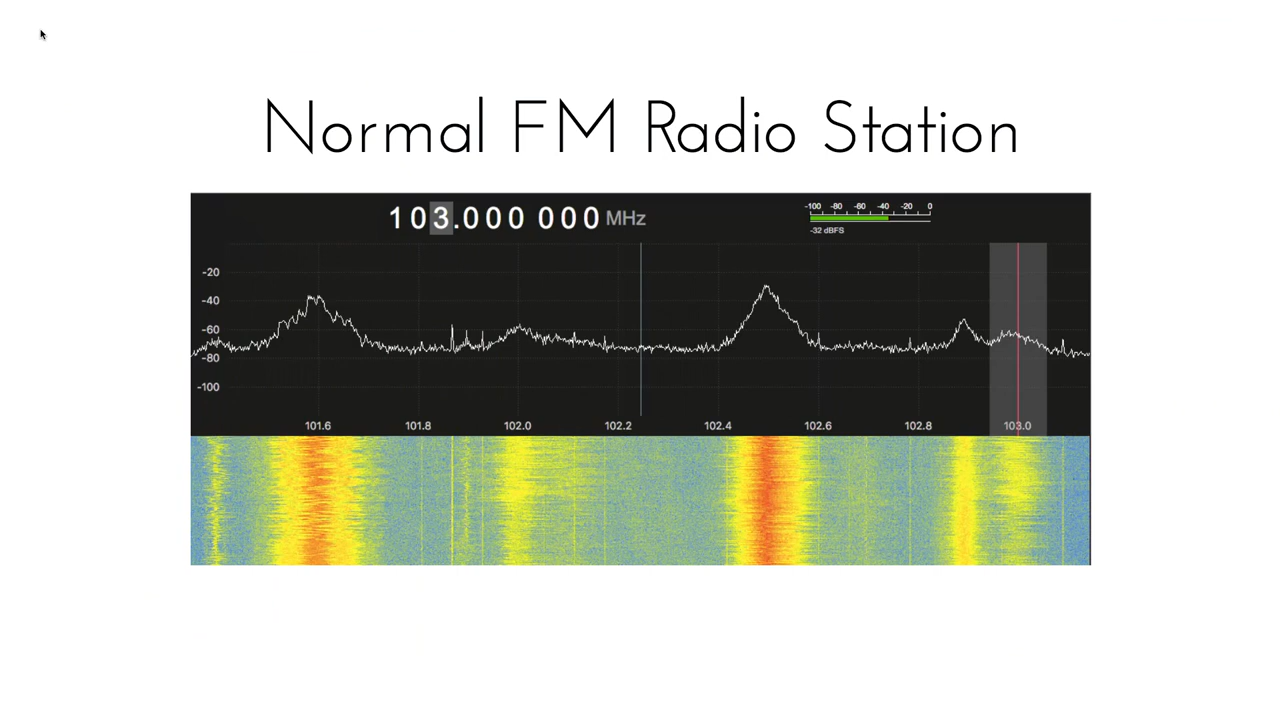 Normal FM Radio Station
103.000 000 MHz
-100 -80 -60 -40 -20 0
-32 dBFS
-20
-40
-60
-80
-100
101.6 101.8 102.0 102.2 102.4 102.6 102.8 103.0